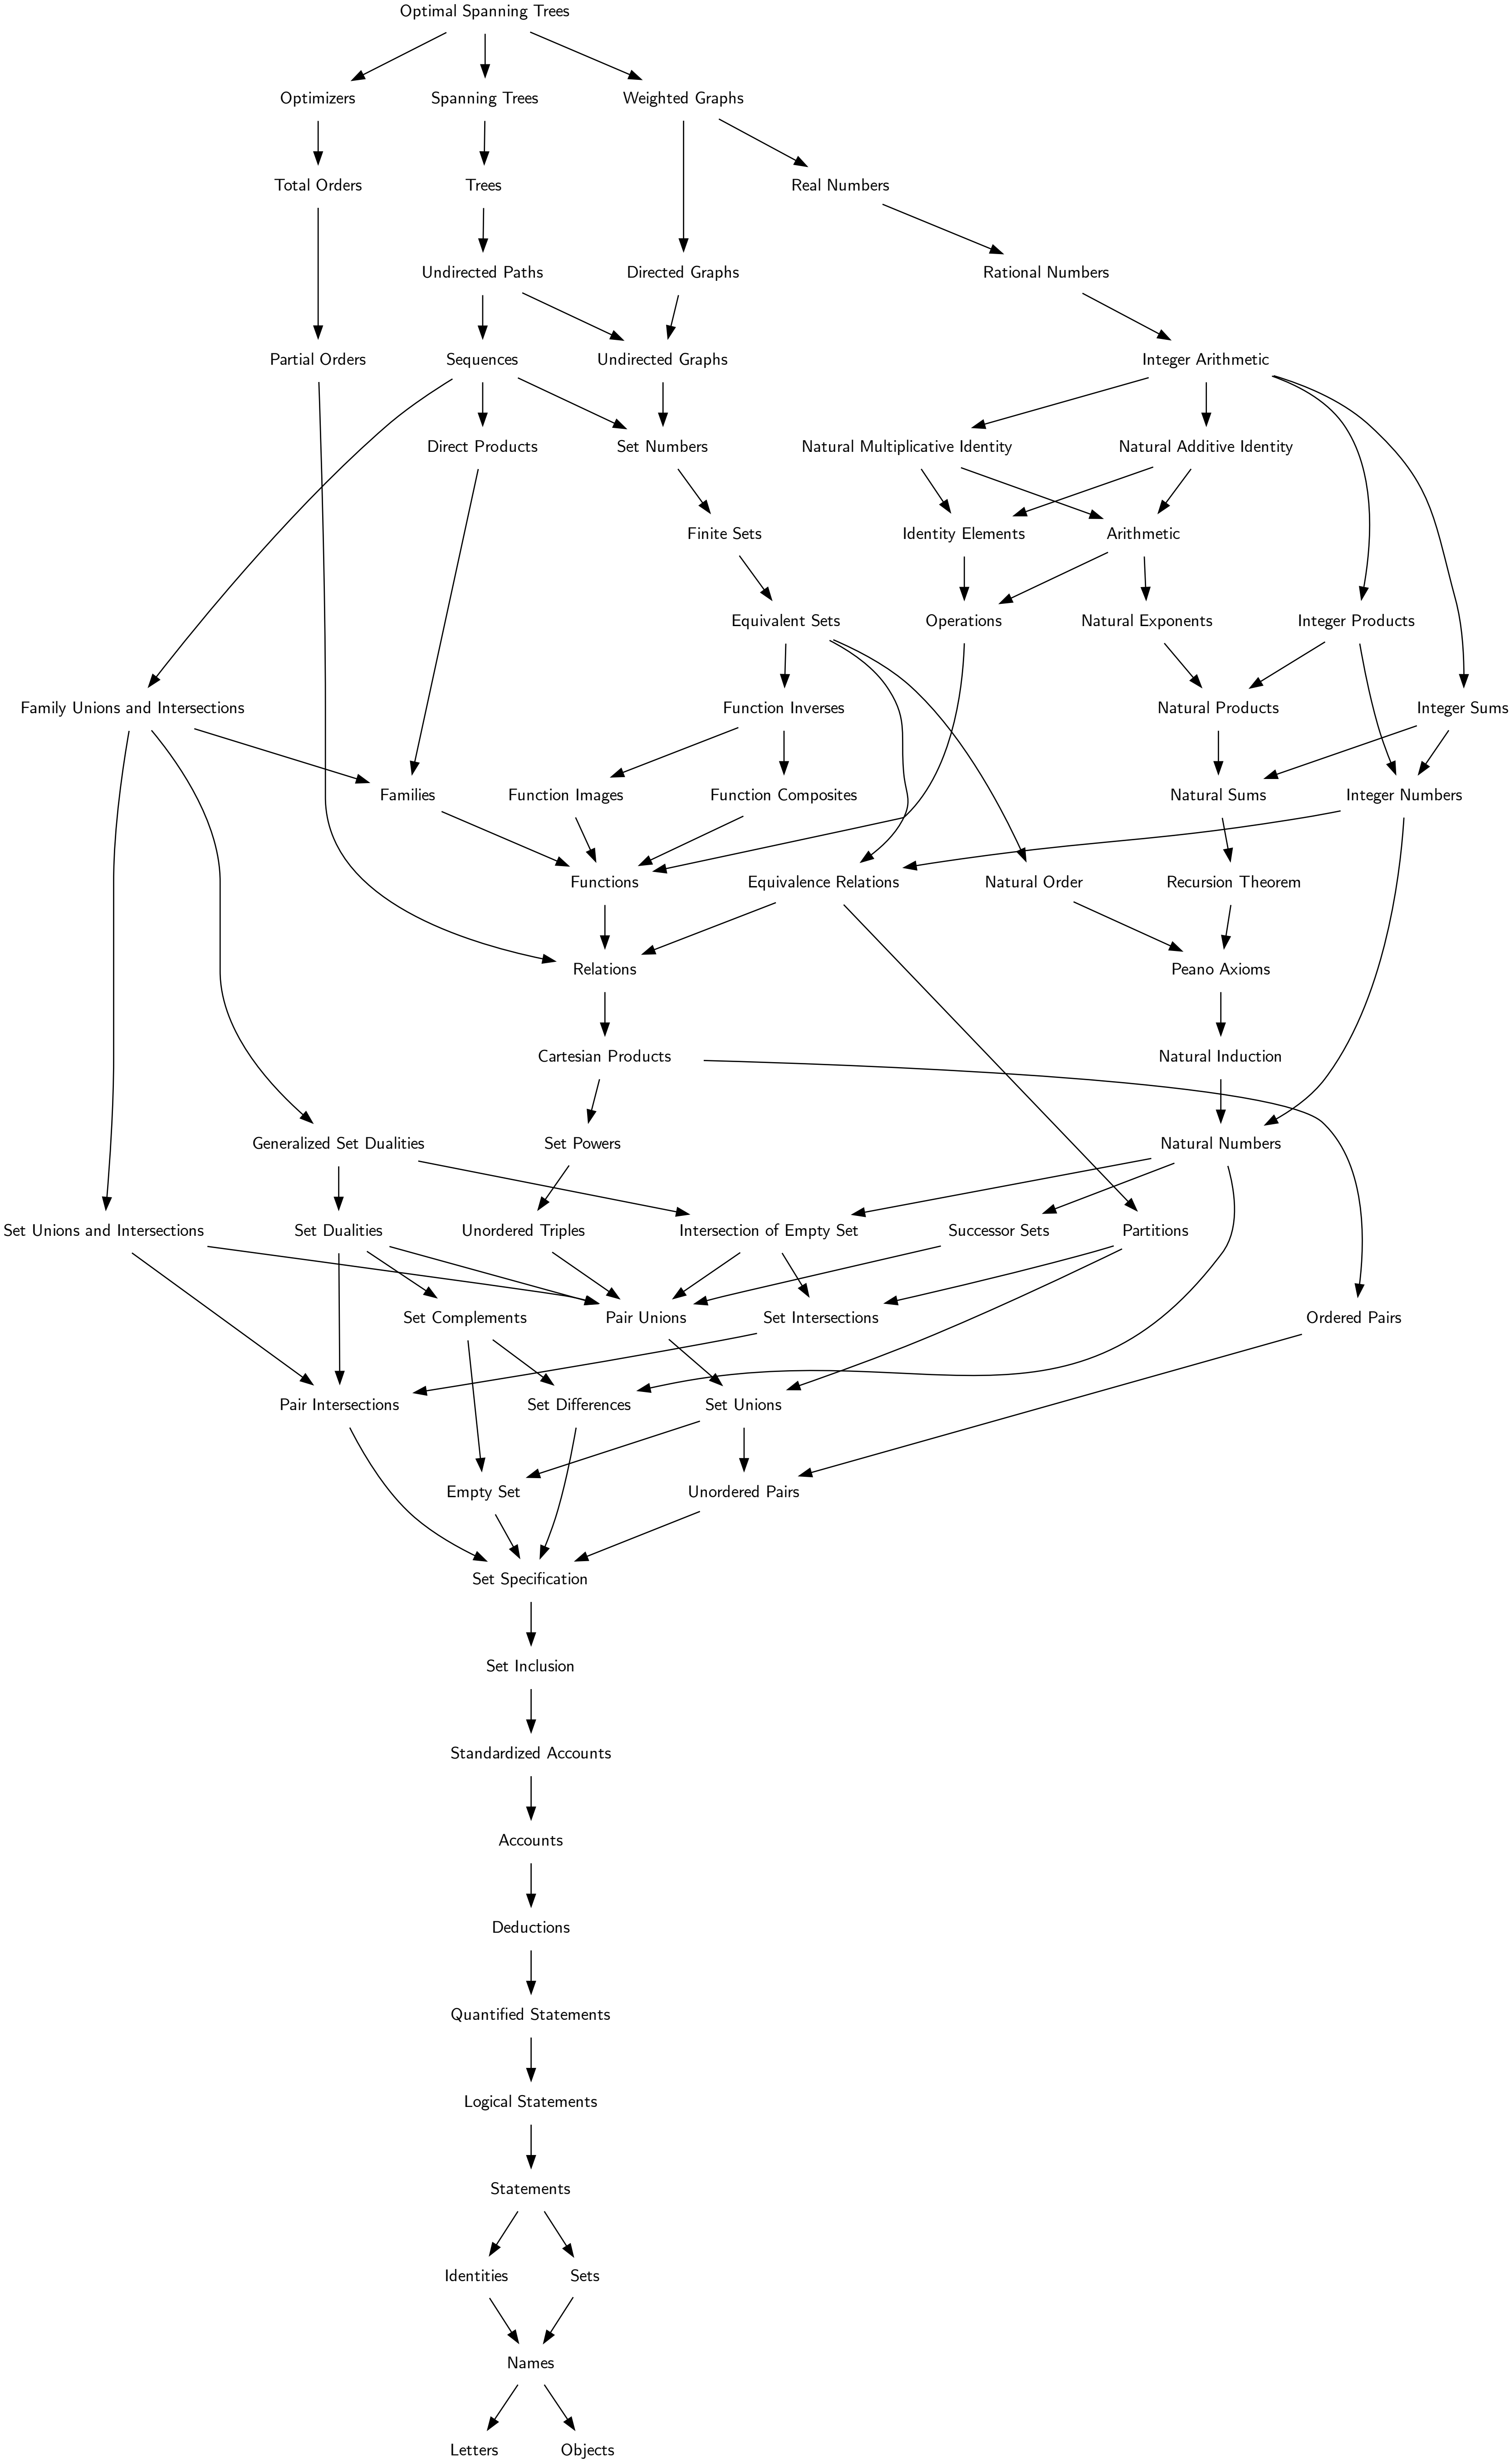 Optimal Spanning Trees
Optimizers
Spanning Trees
Weighted Graphs
Total Orders
Trees
Real Numbers
Undirected Paths
Directed Graphs
Rational Numbers
Partial Orders
Sequences
Undirected Graphs
Integer Arithmetic
Direct Products
Set Numbers
Natural Multiplicative Identity
Natural Additive Identity
Finite Sets
Identity Elements
Arithmetic
Equivalent Sets
Operations
Natural Exponents
Integer Products
Family Unions and Intersections
Function Inverses
Natural Products
Integer Sums
Families
Function Images
Function Composites
Natural Sums
Integer Numbers
Functions
Equivalence Relations
Natural Order
Recursion Theorem
Relations
Peano Axioms
Cartesian Products
Natural Induction
Generalized Set Dualities
Set Powers
Natural Numbers
Set Unions and Intersections
Set Dualities
Unordered Triples
Intersection of Empty Set
Successor Sets
Partitions
Set Complements
Pair Unions
Set Intersections
Ordered Pairs
Pair Intersections
Set Differences
Set Unions
Empty Set
Unordered Pairs
Set Specification
Set Inclusion
Standardized Accounts
Accounts
Deductions
Quantified Statements
Logical Statements
Statements
Identities
Sets
Names
Letters
Objects